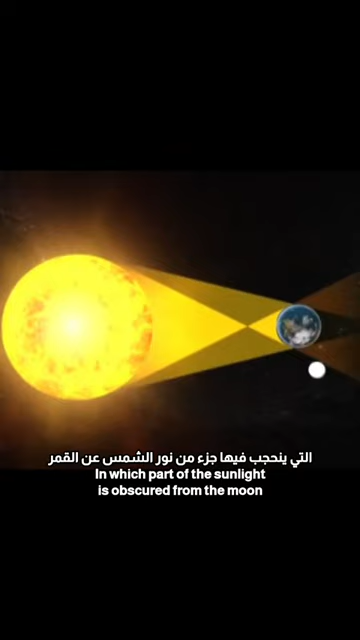 التي ينحجب فيها جزء من نور الشمس عن القمر
In which part of the sunlight
is obscured from the moon